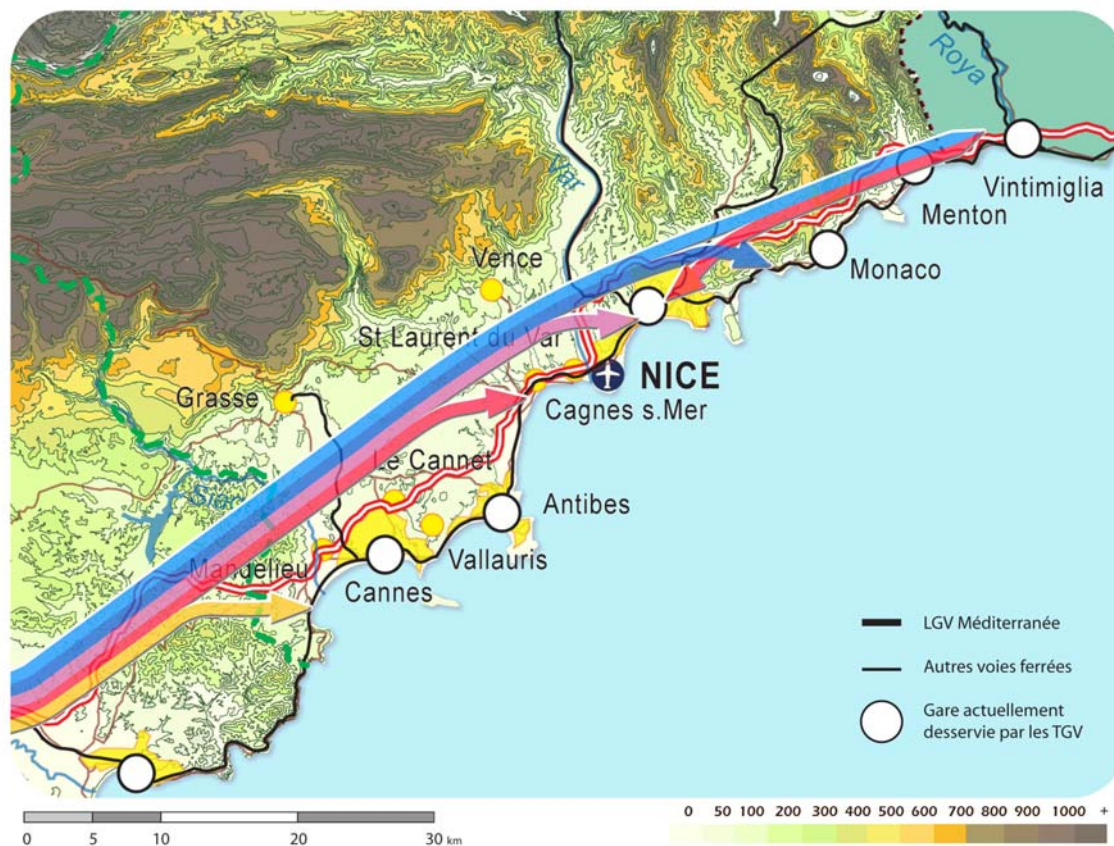 Roya
Var
Vintimiglia
Menton
Monaco
Vence
St Laurent du Var
NICE
Grasse
Cagnes s.Mer
Le Cannet
Antibes
Mandelieu
Vallauris
Cannes
LGV Méditerranée
Autres voies ferrées
Gare actuellement
desservie par les TGV
0 5 10 20 30 km
0 50 100 200 300 400 500 600 700 800 900 1000 +